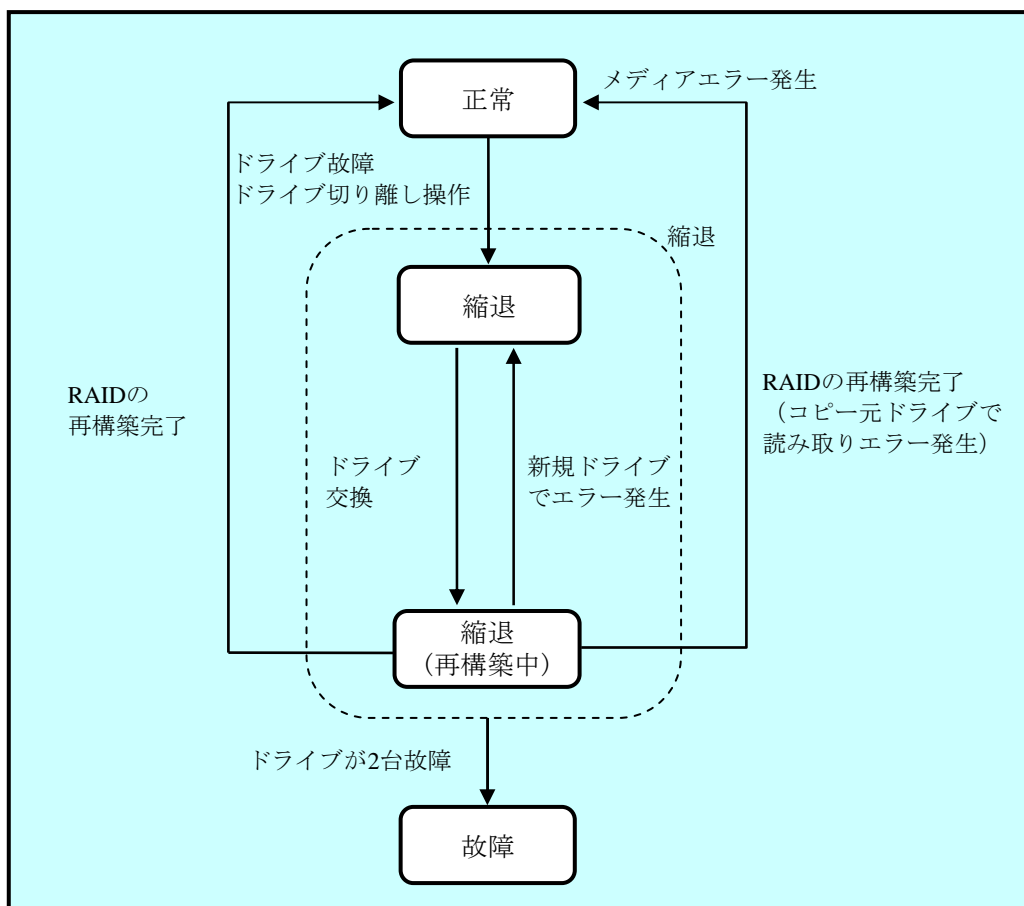 正常
メディアエラー発生
ドライブ故障
ドライブ切り離し操作
縮退
縮退
RAIDの
再構築完了
RAIDの再構築完了
（コピー元ドライブで
読み取りエラー発生）
ドライブ
交換
新規ドライブ
でエラー発生
縮退
（再構築中）
ドライブが2台故障
故障